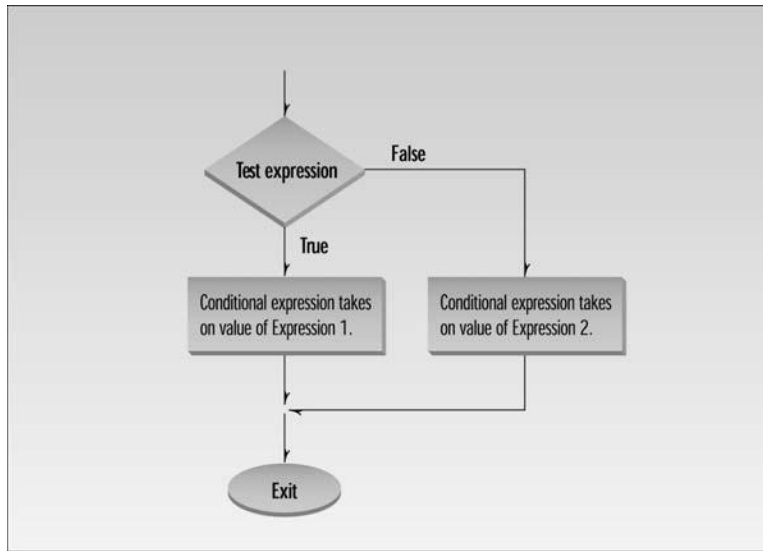 Test expression
False
True
Conditional expression takes
on value of Expression 1.
Conditional expression takes
on value of Expression 2.
Exit